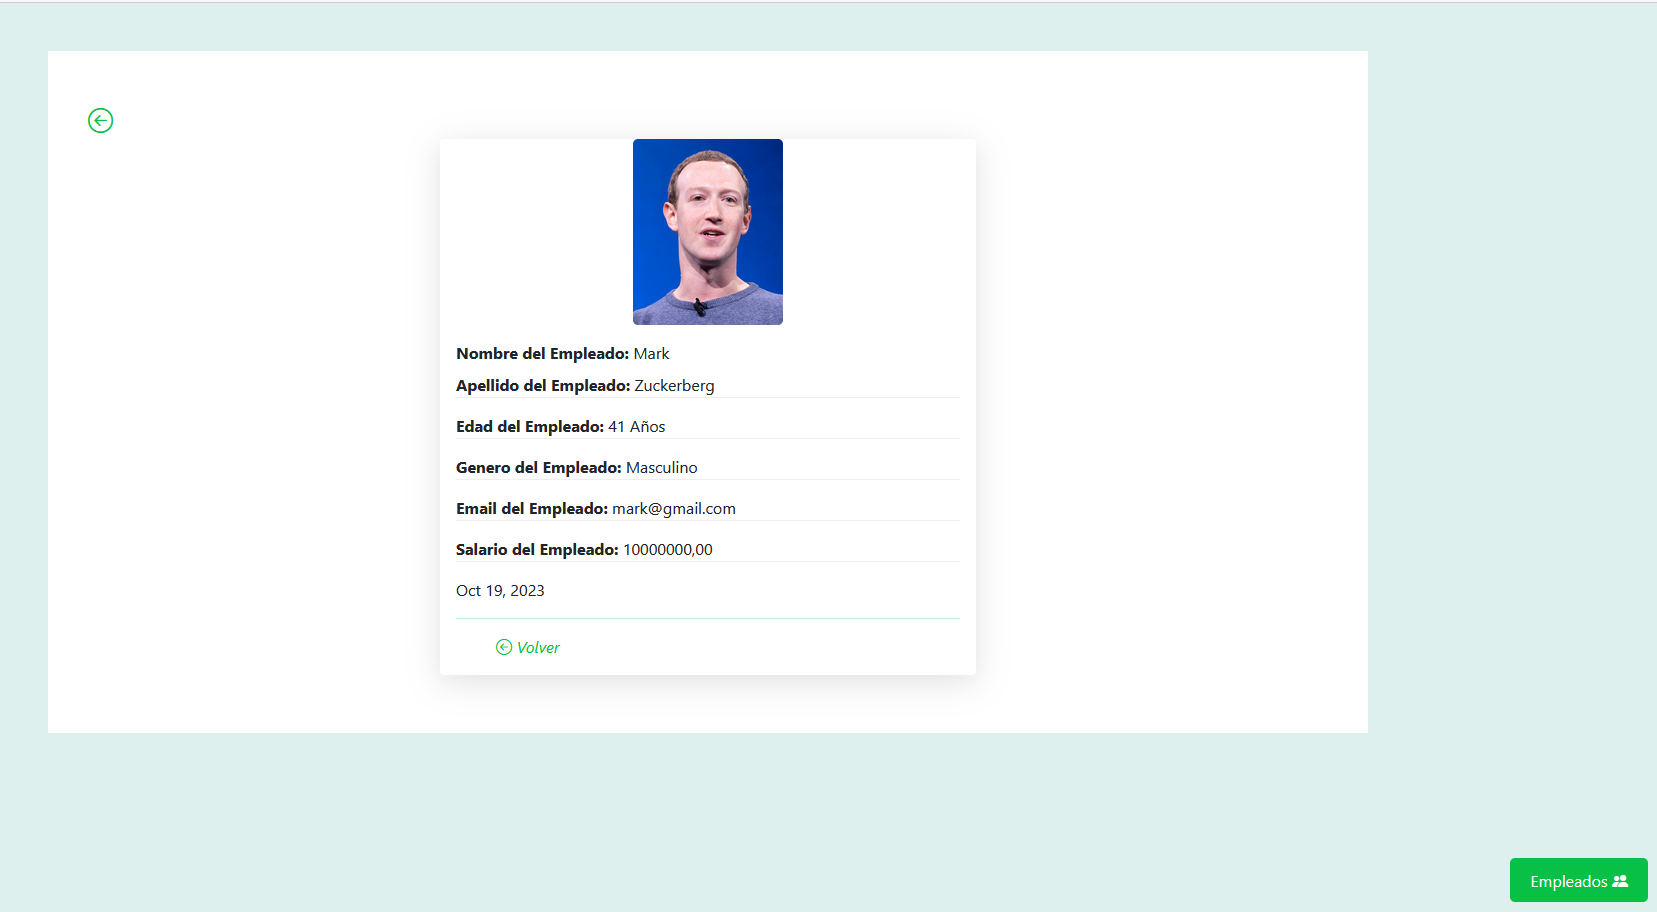 Nombre del Empleado: Mark
Apellido del Empleado: Zuckerberg
Edad del Empleado: 41 Años
Genero del Empleado: Masculino
Email del Empleado: mark@gmail.com
Salario del Empleado: 10000000,00
Oct 19, 2023
Volver
Empleados